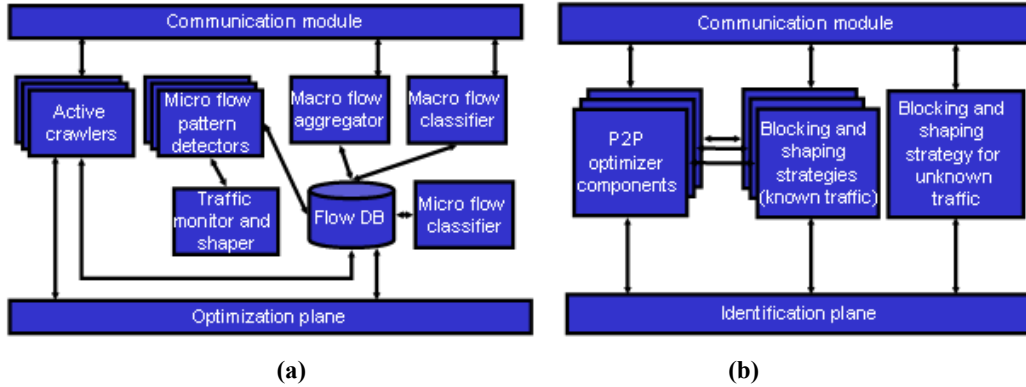 Communication module
Active
crawlers
Micro flow
pattern
detectors
Macro flow
aggregator
Macro flow
classifier
Traffic
monitor and
shaper
Flow DB
Micro flow
classifier
Optimization plane
(a)
Communication module
P2P
optimizer
components
Blocking and
shaping
strategies
(known traffic)
Blocking and
shaping
strategy for
unknown
traffic
Identification plane
(b)